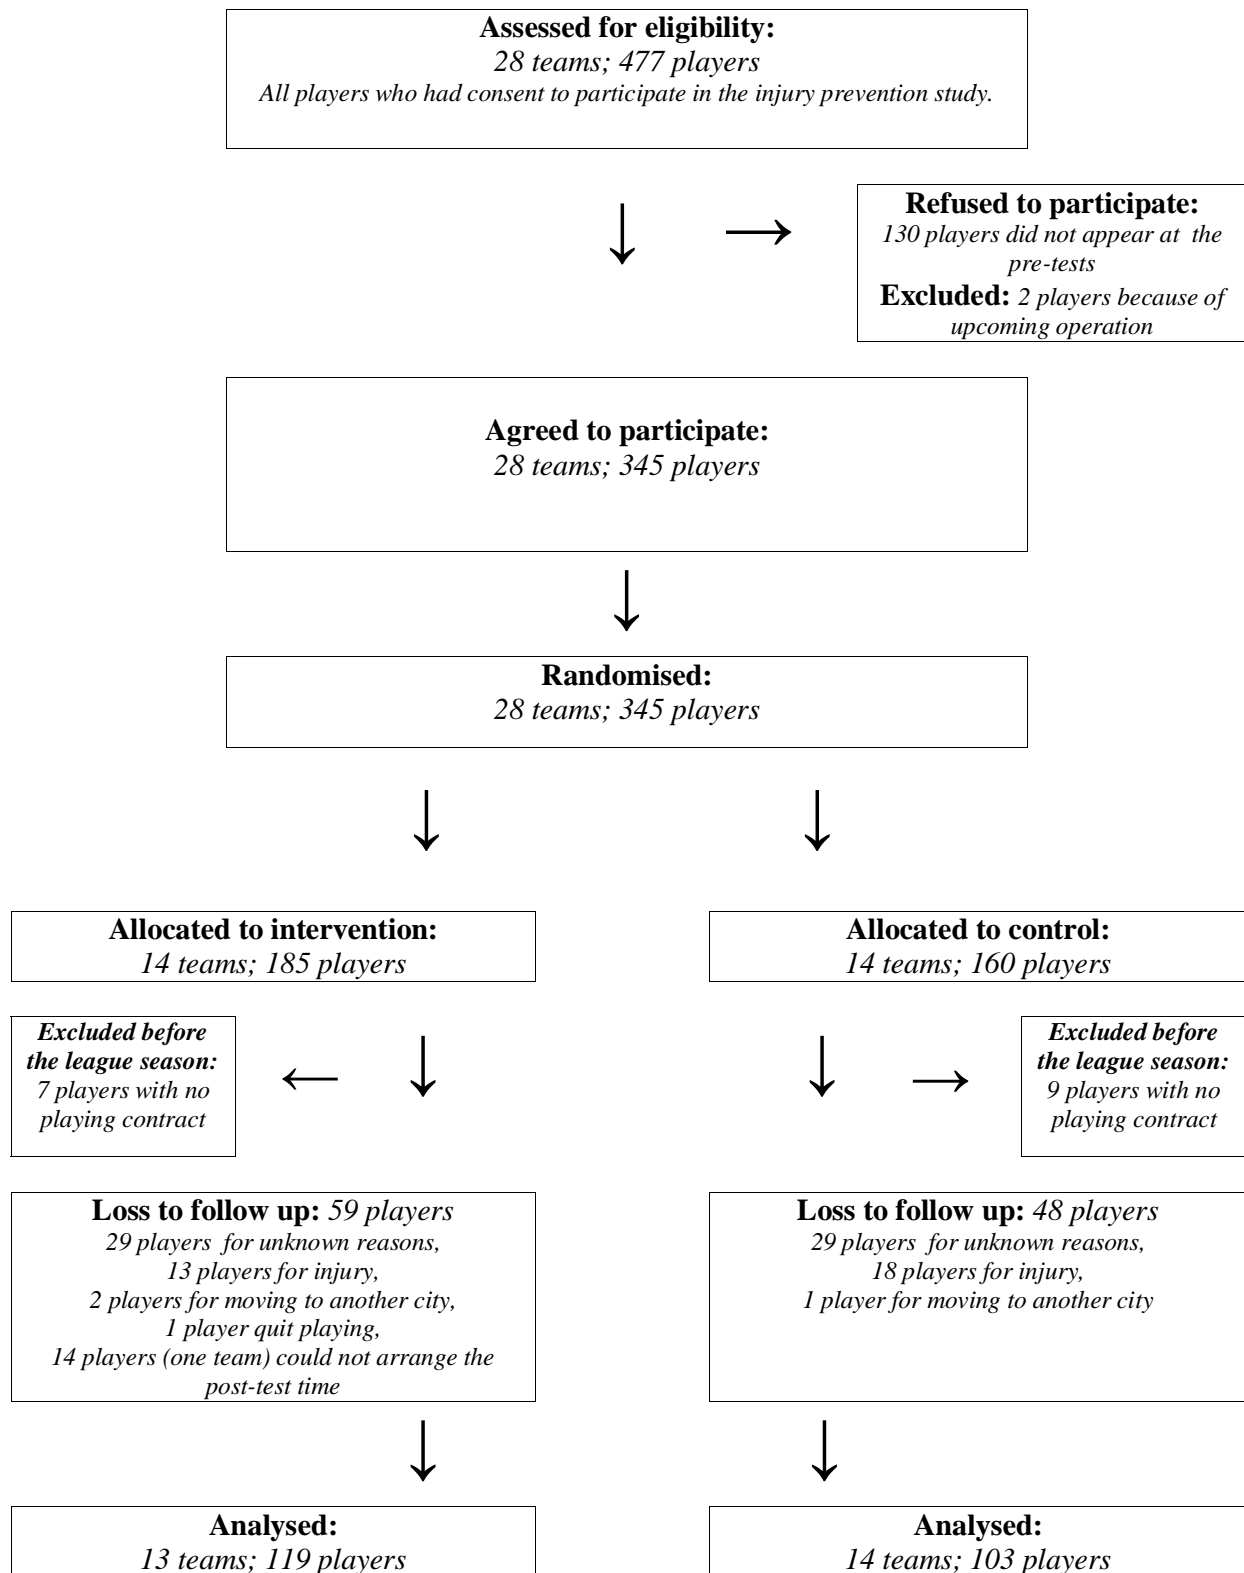 Assessed for eligibility:
28 teams; 477 players
All players who had consent to participate in the injury prevention study.
Refused to participate:
130 players did not appear at the
pre-tests
Excluded: 2 players because of
upcoming operation
Agreed to participate:
28 teams; 345 players
Randomised:
28 teams; 345 players
Allocated to intervention:
14 teams; 185 players
Allocated to control:
14 teams; 160 players
Excluded before
the league season:
7 players with no
playing contract
Excluded before
the league season:
9 players with no
playing contract
Loss to follow up: 59 players
29 players for unknown reasons,
13 players for injury,
2 players for moving to another city,
1 player quit playing,
14 players (one team) could not arrange the
post-test time
Loss to follow up: 48 players
29 players for unknown reasons,
18 players for injury,
1 player for moving to another city
Analysed:
13 teams; 119 players
Analysed:
14 teams; 103 players